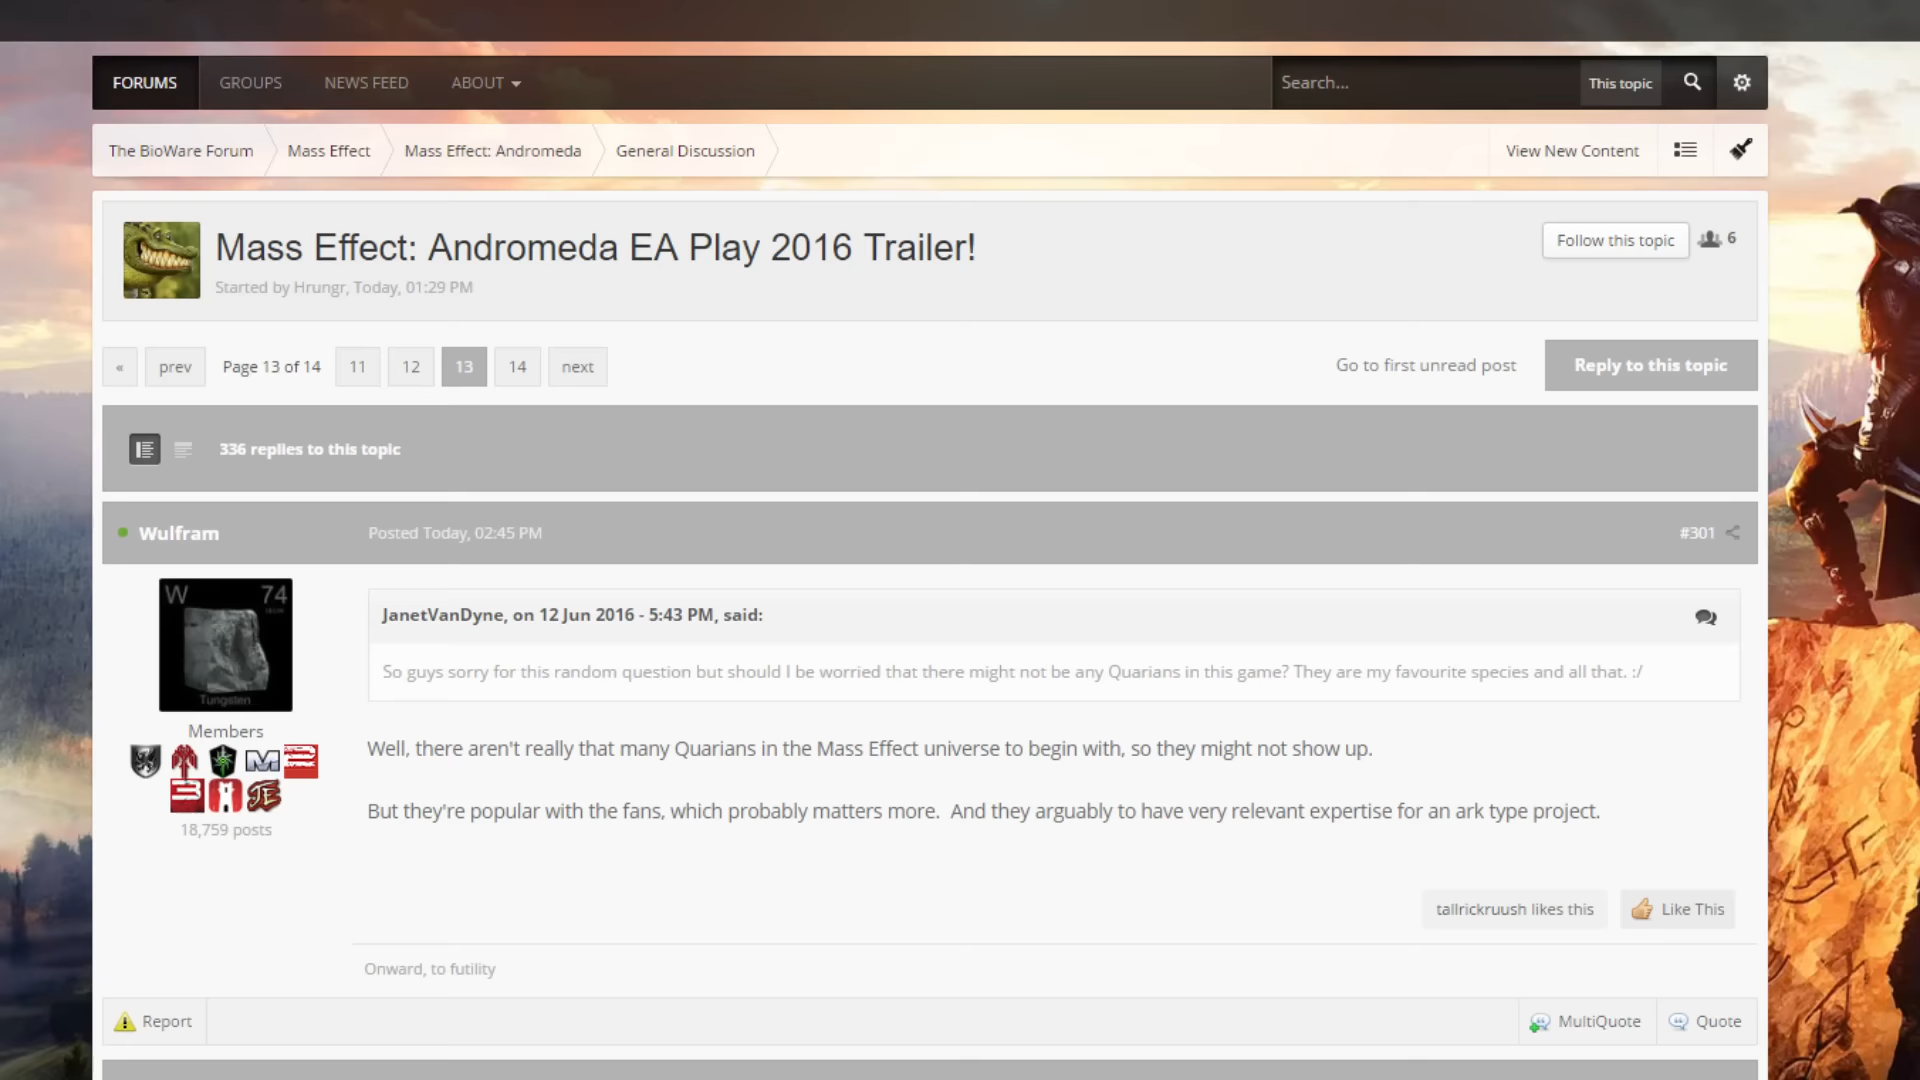 FORUMS GROUPS NEWS FEED ABOUT Search... This topic
The BioWare Forum Mass Effect Mass Effect: Andromeda General Discussion View New Content
Mass Effect: Andromeda EA Play 2016 Trailer!
Started by Hrungr, Today, 01:29 PM
Follow this topic 6
« prev Page 13 of 14 11 12 13 14 next Go to first unread post Reply to this topic
336 replies to this topic
Wulfram Posted Today, 02:45 PM #301
W 74
Tungsten
JanetVanDyne, on 12 Jun 2016 - 5:43 PM, said:
So guys sorry for this random question but should I be worried that there might not be any Quarians in this game? They are my favourite species and all that. :/
Members
18,759 posts
Well, there aren't really that many Quarians in the Mass Effect universe to begin with, so they might not show up.
But they're popular with the fans, which probably matters more.  And they arguably to have very relevant expertise for an ark type project.
tallrickruush likes this Like This
Onward, to futility
Report MultiQuote Quote